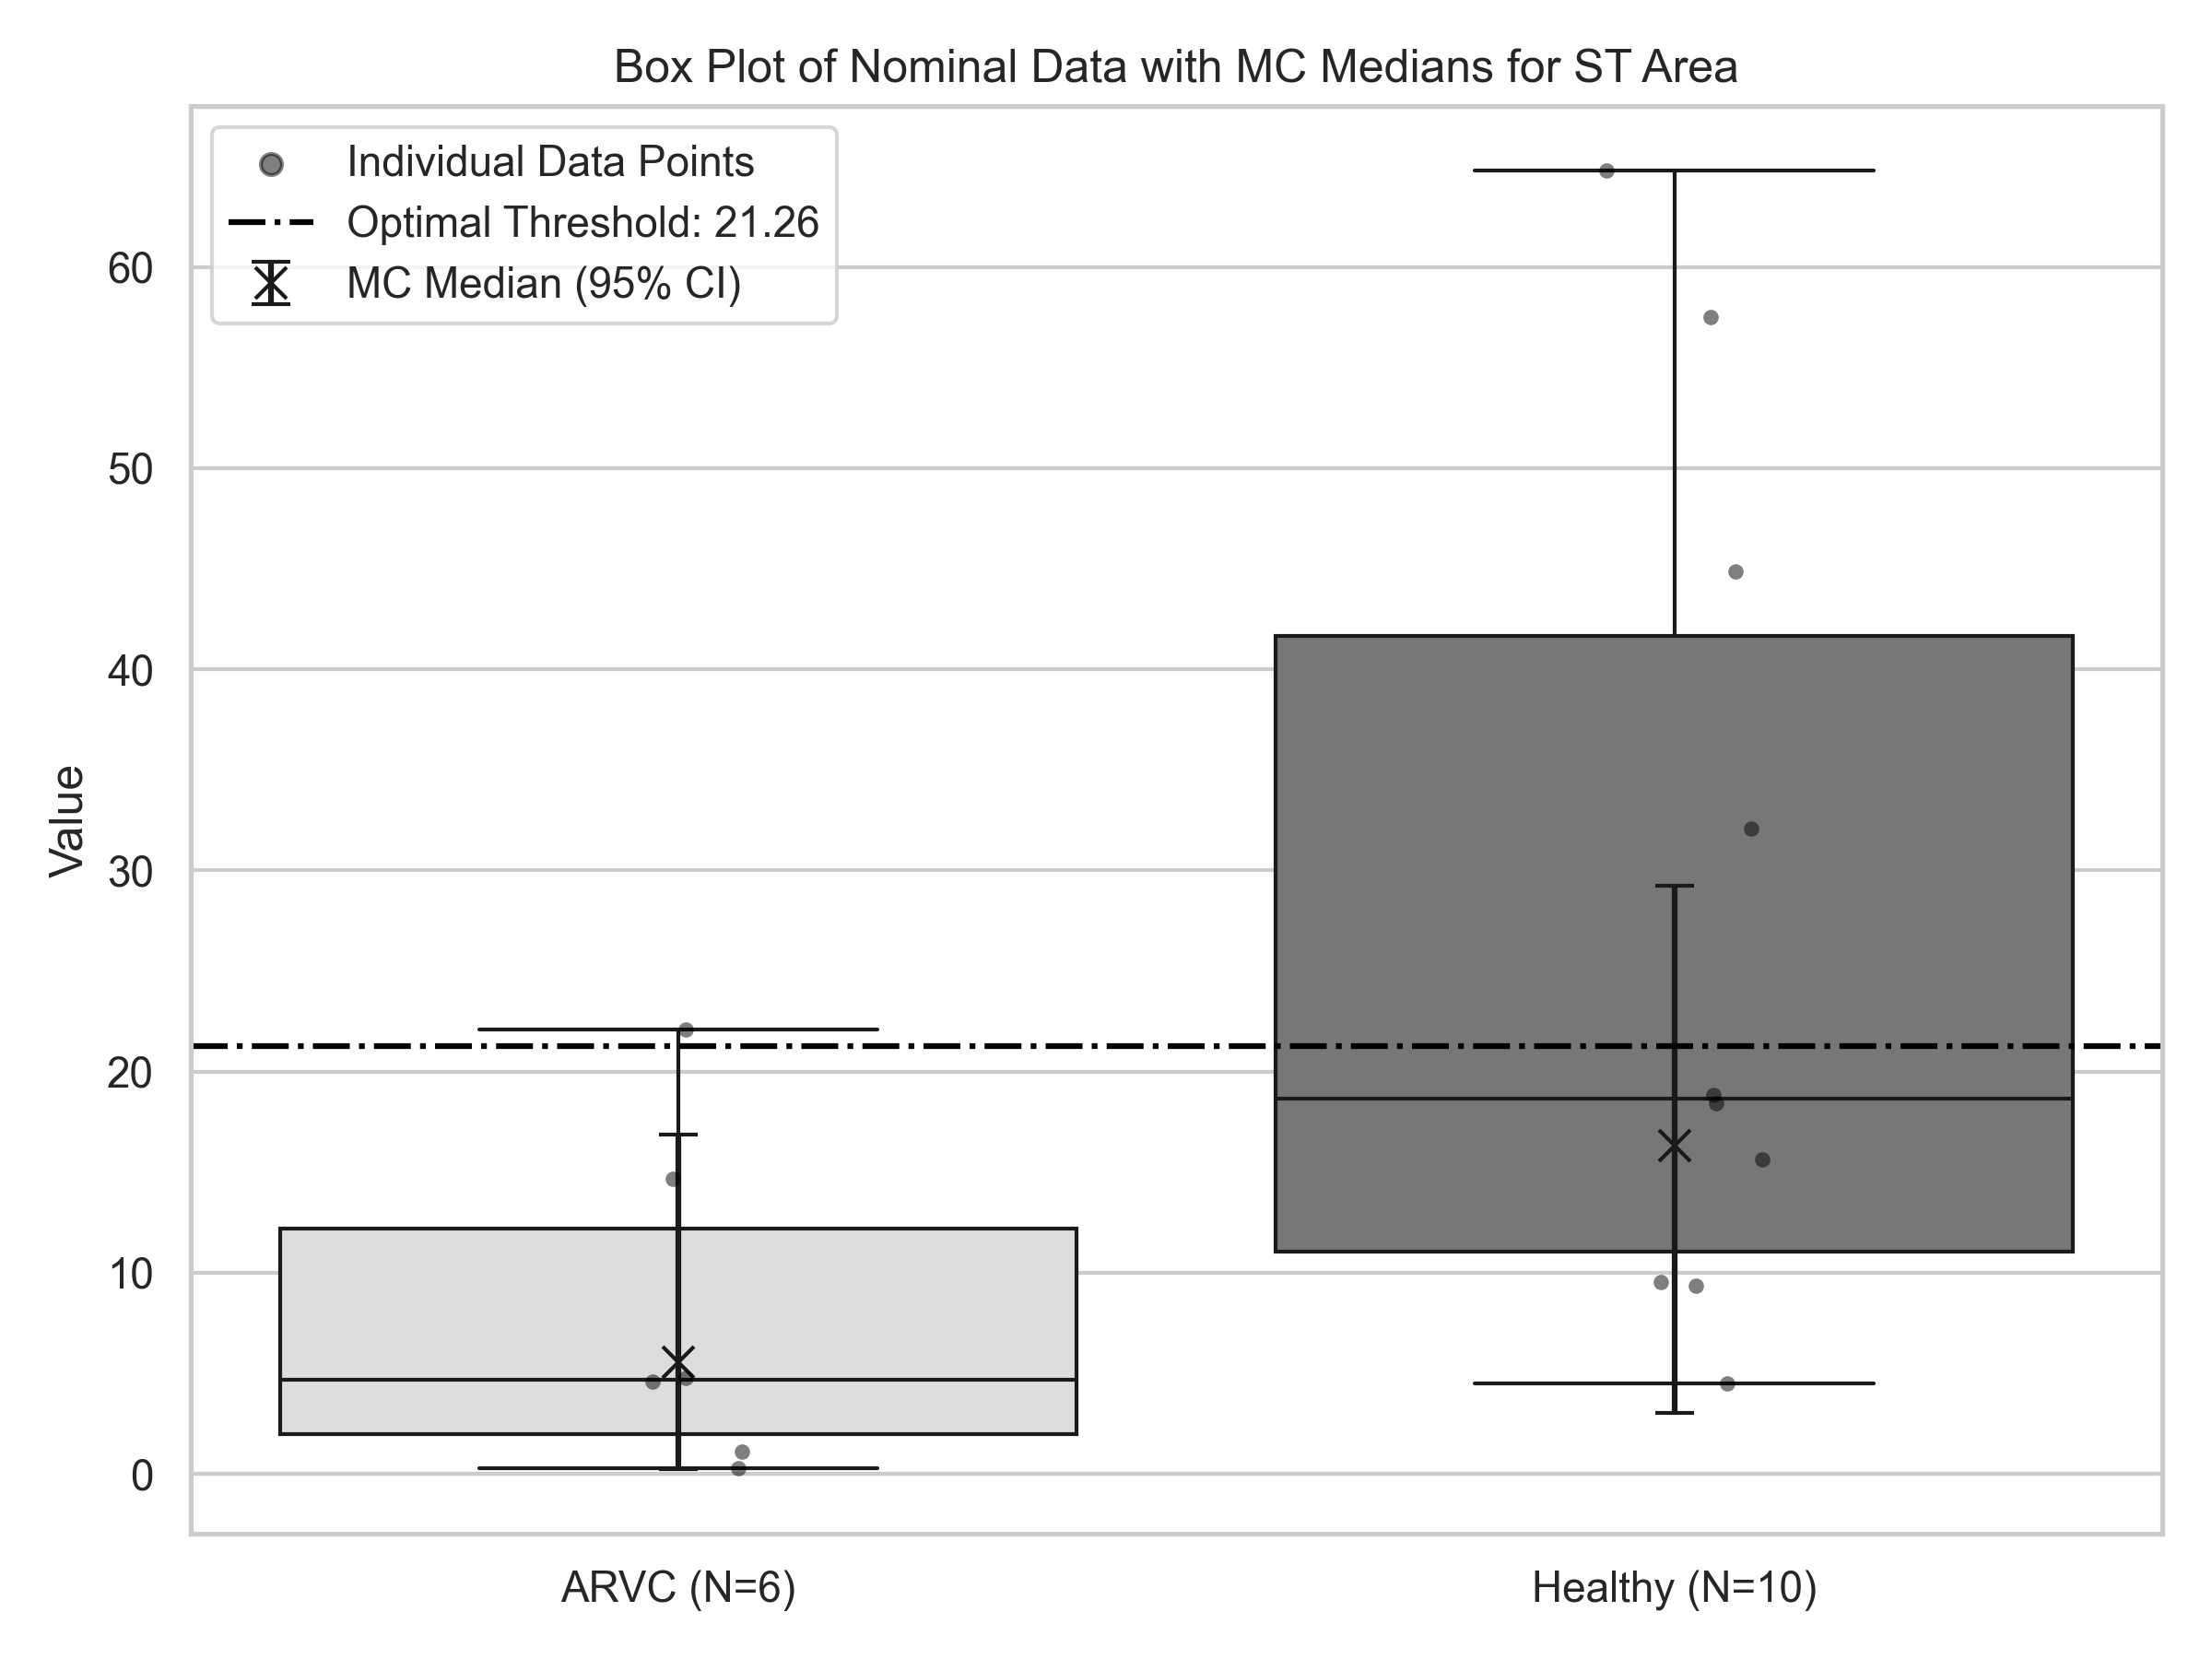 Box Plot of Nominal Data with MC Medians for ST Area
Individual Data Points
Optimal Threshold: 21.26
MC Median (95% CI)
60
50
40
30
20
10
0
Value
ARVC (N=6)
Healthy (N=10)